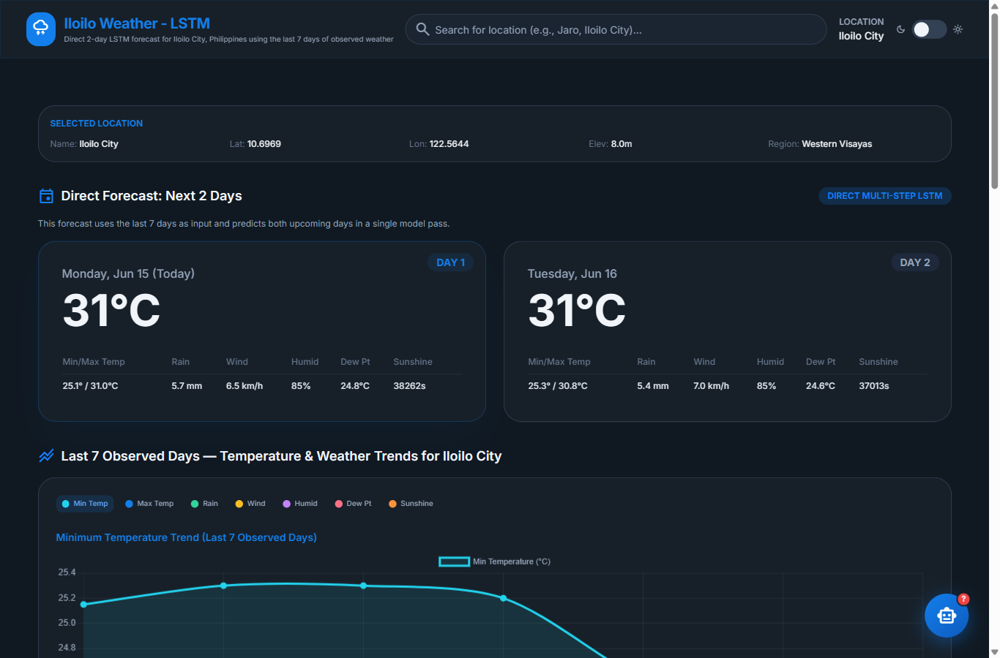 Iloilo Weather - LSTM
Direct 2-day LSTM forecast for Iloilo City, Philippines using the last 7 days of observed weather
Search for location (e.g., Jaro, Iloilo City)...
LOCATION
Iloilo City
SELECTED LOCATION
Name: Iloilo City Lat: 10.6969 Lon: 122.5644 Elev: 8.0m Region: Western Visayas
Direct Forecast: Next 2 Days
DIRECT MULTI-STEP LSTM
This forecast uses the last 7 days as input and predicts both upcoming days in a single model pass.
DAY 1
Monday, Jun 15 (Today)
31°C
Min/Max Temp Rain Wind Humid Dew Pt Sunshine
25.1° / 31.0°C 5.7 mm 6.5 km/h 85% 24.8°C 38262s
DAY 2
Tuesday, Jun 16
31°C
Min/Max Temp Rain Wind Humid Dew Pt Sunshine
25.3° / 30.8°C 5.4 mm 7.0 km/h 85% 24.6°C 37013s
Last 7 Observed Days — Temperature & Weather Trends for Iloilo City
Min Temp Max Temp Rain Wind Humid Dew Pt Sunshine
Minimum Temperature Trend (Last 7 Observed Days)
Min Temperature (°C)
25.4
25.2
25.0
24.8
?